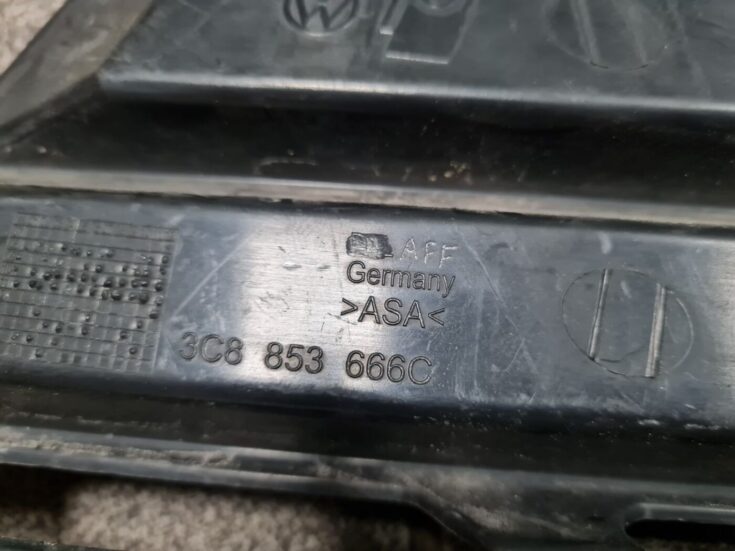 AFF
Germany
>ASA<
3C8 853 666C